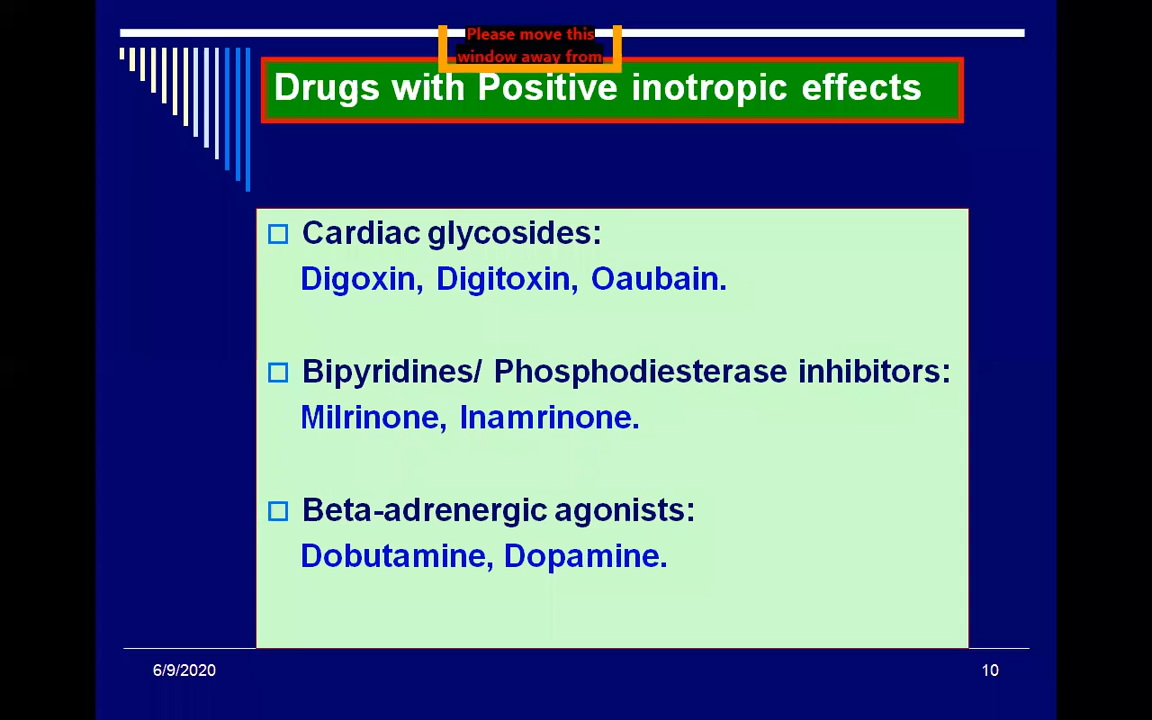 Please move this
window away from
Drugs with Positive inotropic effects
Cardiac glycosides:
Digoxin, Digitoxin, Oaubain.
Bipyridines/ Phosphodiesterase inhibitors:
Milrinone, Inamrinone.
Beta-adrenergic agonists:
Dobutamine, Dopamine.
6/9/2020
10